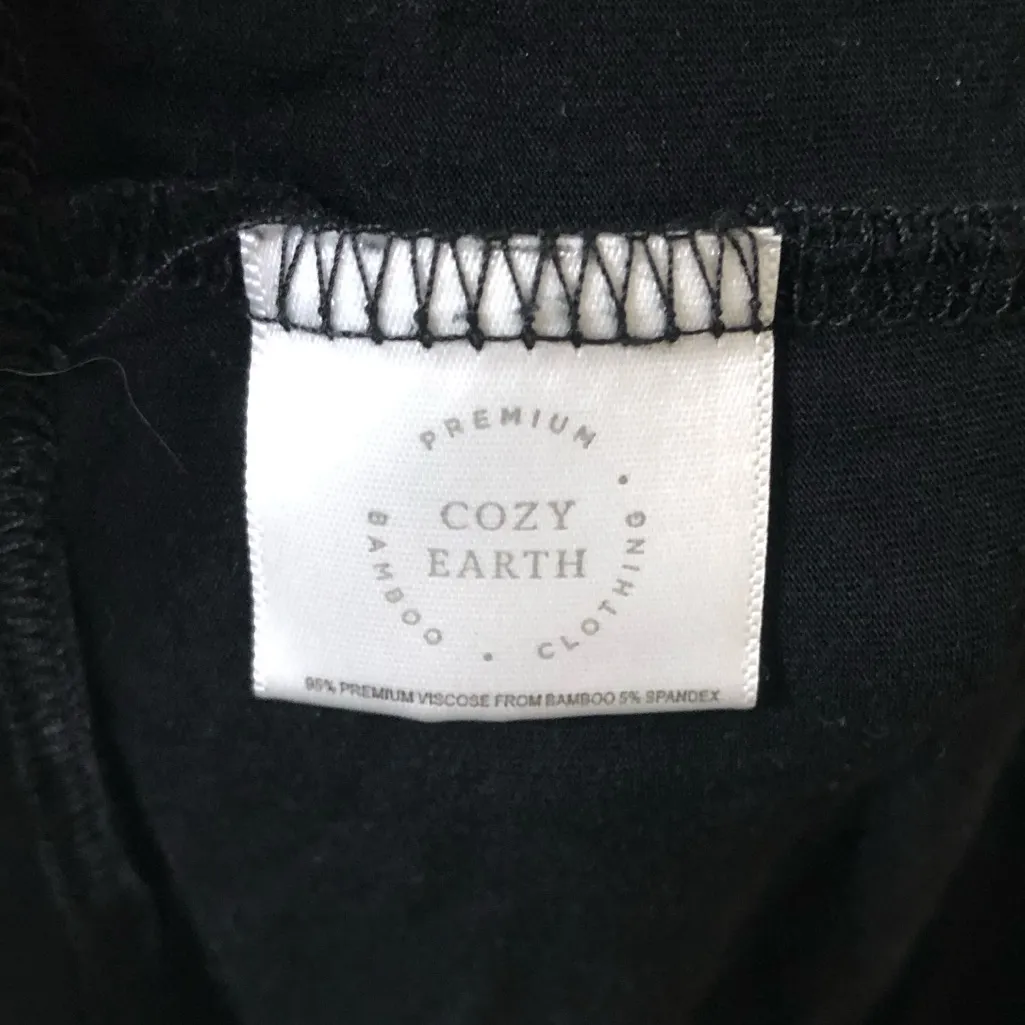 PREMIUM
COZY
EARTH
BAMBOO • CLOTHING •
95% PREMIUM VISCOSE FROM BAMBOO 5% SPANDEX